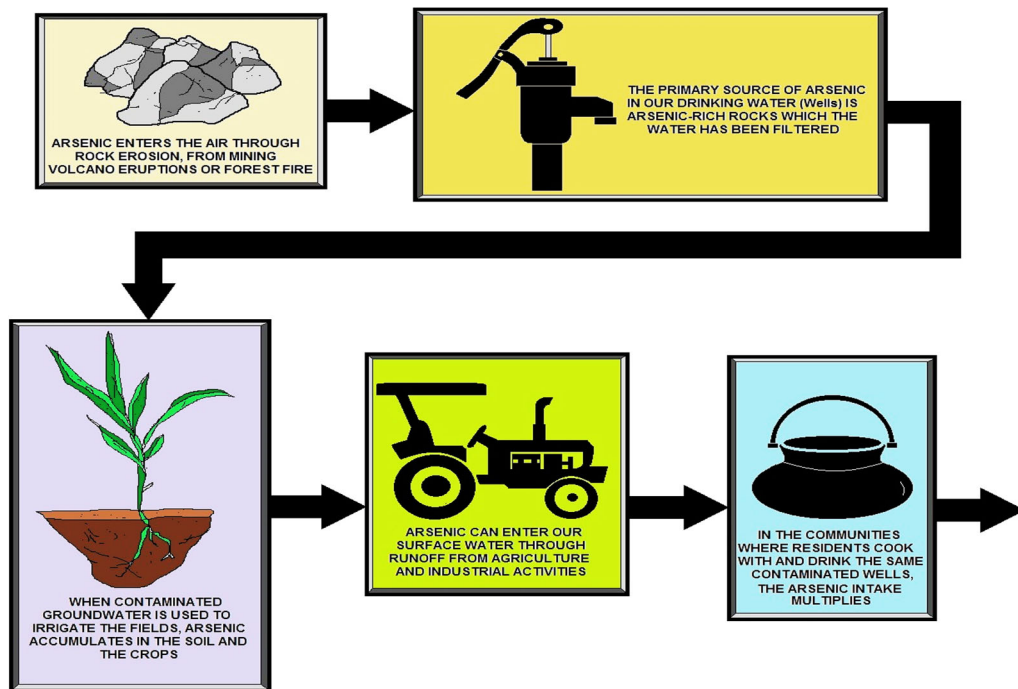 ARSENIC ENTERS THE AIR THROUGH
ROCK EROSION, FROM MINING
VOLCANO ERUPTIONS OR FOREST FIRE
THE PRIMARY SOURCE OF ARSENIC
IN OUR DRINKING WATER (Wells) IS
ARSENIC-RICH ROCKS WHICH THE
WATER HAS BEEN FILTERED
WHEN CONTAMINATED
GROUNDWATER IS USED TO
IRRIGATE THE FIELDS, ARSENIC
ACCUMULATES IN THE SOIL AND
THE CROPS
ARSENIC CAN ENTER OUR
SURFACE WATER THROUGH
RUNOFF FROM AGRICULTURE
AND INDUSTRIAL ACTIVITIES
IN THE COMMUNITIES
WHERE RESIDENTS COOK
WITH AND DRINK THE SAME
CONTAMINATED WELLS,
THE ARSENIC INTAKE
MULTIPLIES